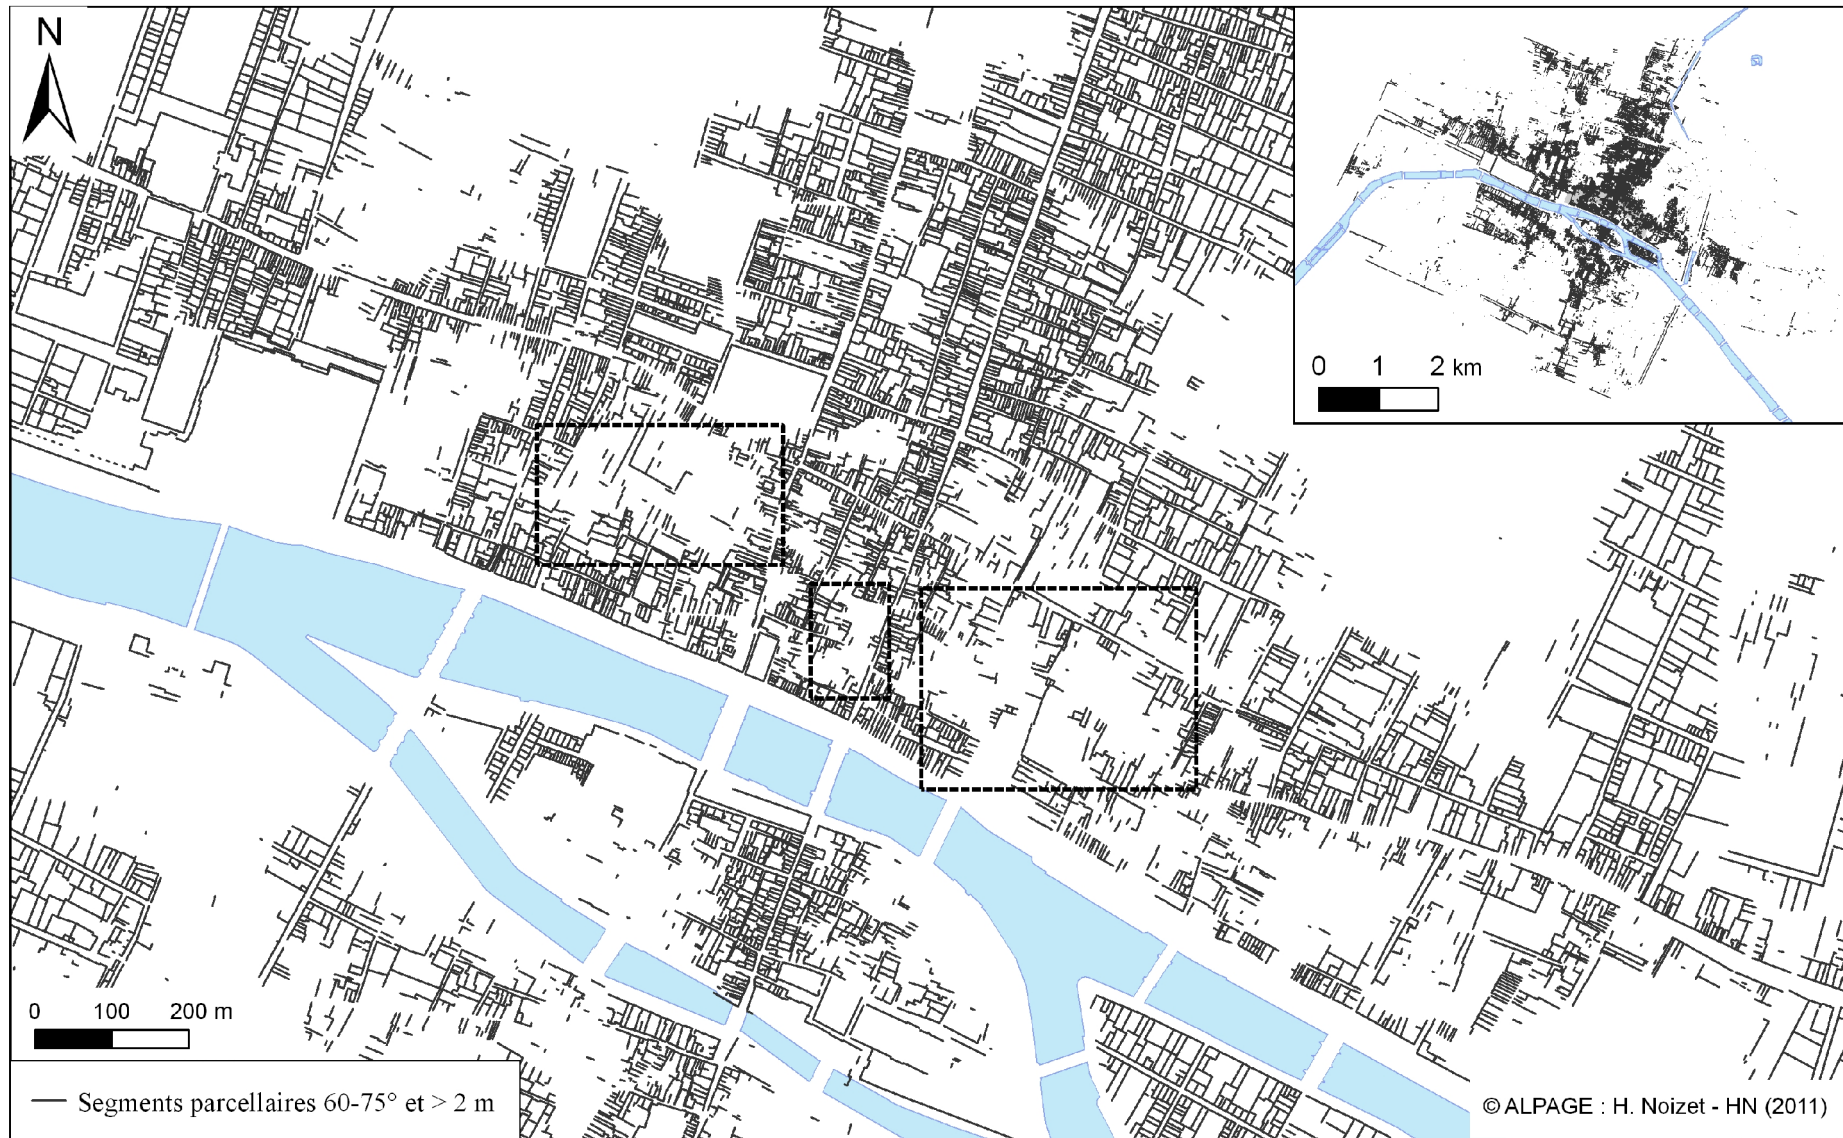 N
0 1 2 km
0 100 200 m
Segments parcellaires 60-75° et > 2 m
© ALPAGE : H. Noizet - HN (2011)